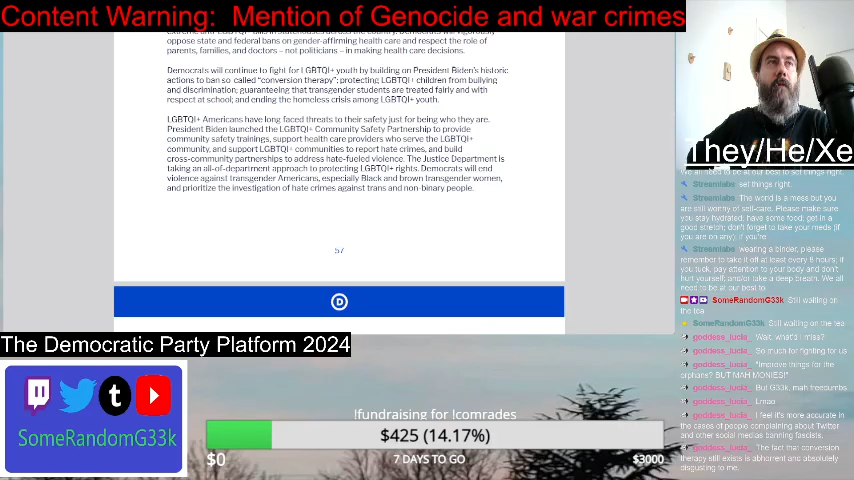 Content Warning: Mention of Genocide and war crimes
oppose state and federal bans on gender-affirming health care and respect the role of
parents, families, and doctors – not politicians – in making health care decisions.
Democrats will continue to fight for LGBTQI+ youth by building on President Biden's historic
actions to ban so-called "conversion therapy"; protecting LGBTQI+ children from bullying
and discrimination; guaranteeing that transgender students are treated fairly and with
respect at school; and ending the homeless crisis among LGBTQI+ youth.
LGBTQI+ Americans have long faced threats to their safety just for being who they are.
President Biden launched the LGBTQI+ Community Safety Partnership to provide
community safety trainings, support health care providers who serve the LGBTQI+
community, and support LGBTQI+ communities to report hate crimes, and build
cross-community partnerships to address hate-fueled violence. The Justice Department is
taking an all-of-department approach to protecting LGBTQI+ rights. Democrats will end
violence against transgender Americans, especially Black and brown transgender women,
and prioritize the investigation of hate crimes against trans and non-binary people.
57
D
They/He/Xe
We all need to be at our best to set things right.
Streamlabs set things right.
Streamlabs The world is a mess but you
are still worthy of self-care. Please make sure
you stay hydrated; have some food; get in a
good stretch; don't forget to take your meds (if
you are on any); if you're
Streamlabs wearing a binder, please
remember to take it off at least every 8 hours; if
you tuck, pay attention to your body and don't
hurt yourself; and/or take a deep breath. We all
need to be at our best to
SomeRandomG33k Still waiting on
the tea
SomeRandomG33k Still waiting on the tea
goddess_lucia_ Wait, what'd I miss?
goddess_lucia_ So much for fighting for us
goddess_lucia_ "Improve things for the
orphans? BUT MAH MONIES!"
goddess_lucia_ But G33k, mah freedumbs
goddess_lucia_ Lmao
goddess_lucia_ I feel it's more accurate in
the cases of people complaining about Twitter
and other social medias banning fascists.
goddess_lucia_ The fact that conversion
therapy still exists is abhorrent and absolutely
disgusting to me.
The Democratic Party Platform 2024
t
SomeRandomG33k
!fundraising for !comrades
$425 (14.17%)
$0
7 DAYS TO GO
$3000